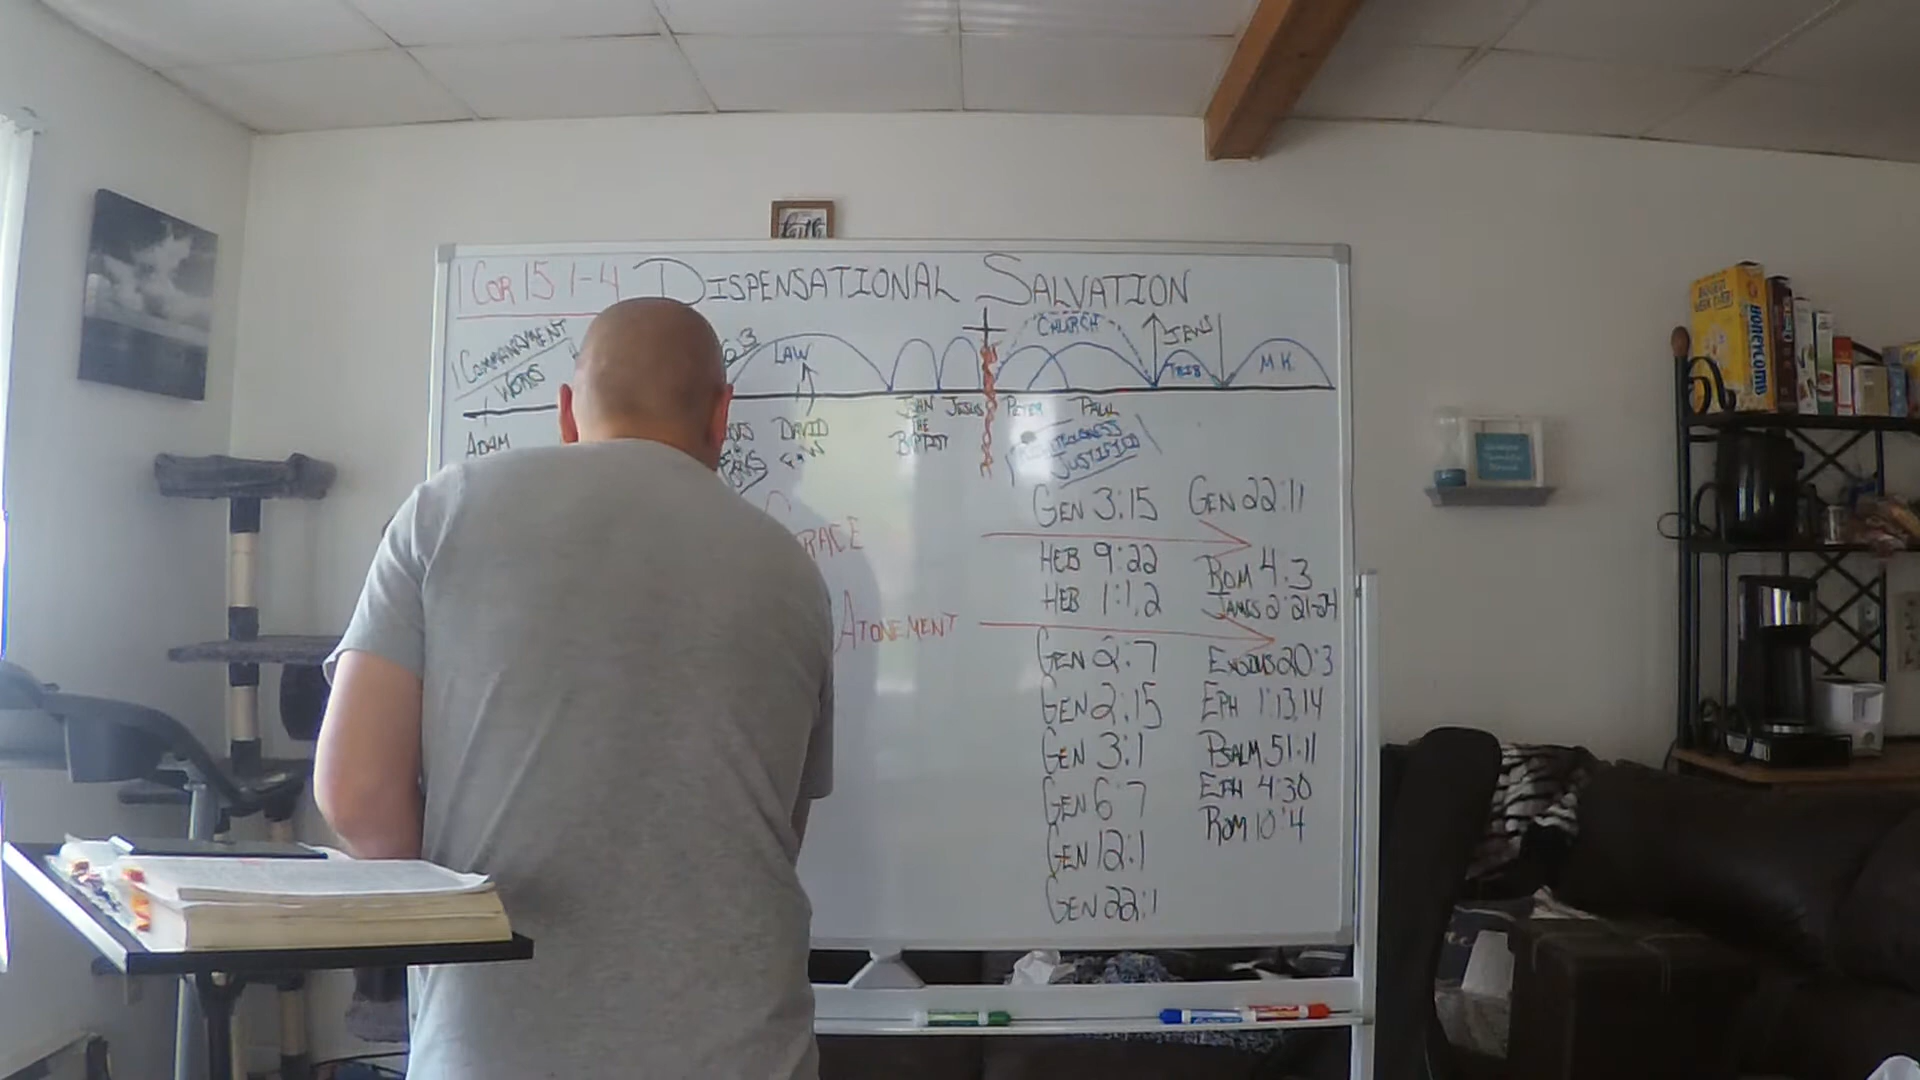 1 COR 15 1-4 DISPENSATIONAL SALVATION
faith
CHURCH
JEWS
1 COMMANDMENT
WORKS
LAW
TRIB
M.K.
ADAM
DAVID
F & W
JOHN
THE
BAPTIST
JESUS
PETER
PAUL
RIGHTEOUSNESS
JUSTIFIED
GRACE
ATONEMENT
GEN 3:15
HEB 9:22
HEB 1:1,2
GEN 2:7
GEN 2:15
GEN 3:1
GEN 6:7
GEN 12:1
GEN 22:1
GEN 22:11
ROM 4:3
JAMES 2:21-24
EXODUS 20:3
EPH 1:13,14
PSALM 51:11
EPH 4:30
ROM 10:4
HONEYCOMB